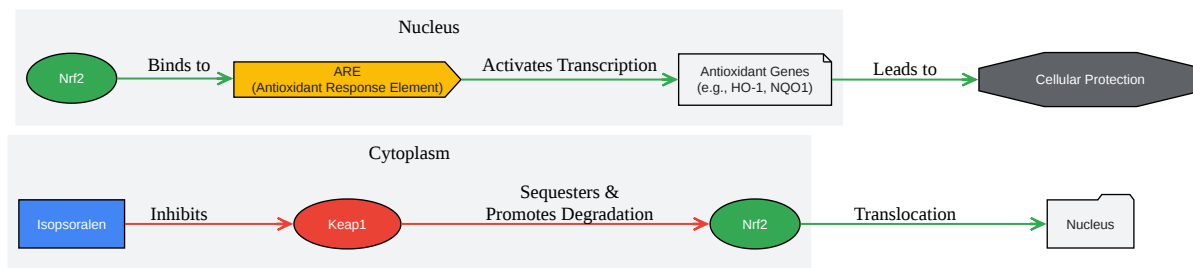 Nucleus
Nrf2
Binds to
ARE
(Antioxidant Response Element)
Activates Transcription
Antioxidant Genes
(e.g., HO-1, NQO1)
Leads to
Cellular Protection
Cytoplasm
Isopsoralen
Inhibits
Keap1
Sequesters &
Promotes Degradation
Nrf2
Translocation
Nucleus